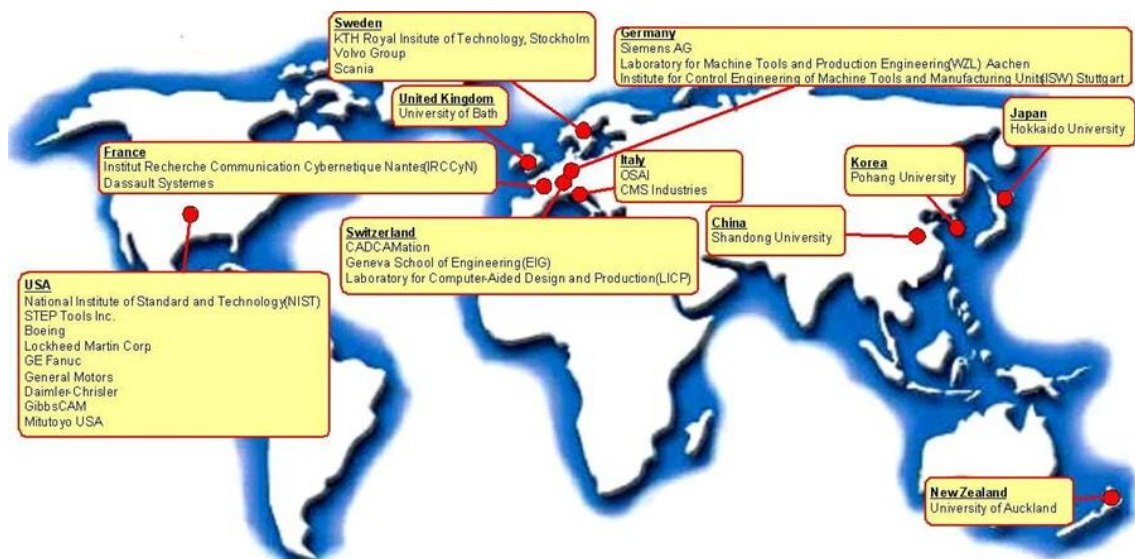 Sweden
KTH Royal Insitute of Technology, Stockholm
Volvo Group
Scania
Germany
Siemens AG
Laboratory for Machine Tools and Production Engineering(WZL) Aachen
Institute for Control Engineering of Machine Tools and Manufacturing Units(ISW) Stuttgart
United Kingdom
University of Bath
Japan
Hokkaido University
France
Institut Recherche Communication Cybernetique Nantes(IRCCyN)
Dassault Systemes
Italy
OSAI
CMS Industries
Korea
Pohang University
China
Shandong University
Switzerland
CADCAMation
Geneva School of Engineering(EIG)
Laboratory for Computer-Aided Design and Production(LICP)
USA
National Institute of Standard and Technology(NIST)
STEP Tools Inc.
Boeing
Lockheed Martin Corp
GE Fanuc
General Motors
Daimler-Chrisler
GibbsCAM
Mitutoyo USA
New Zealand
University of Auckland